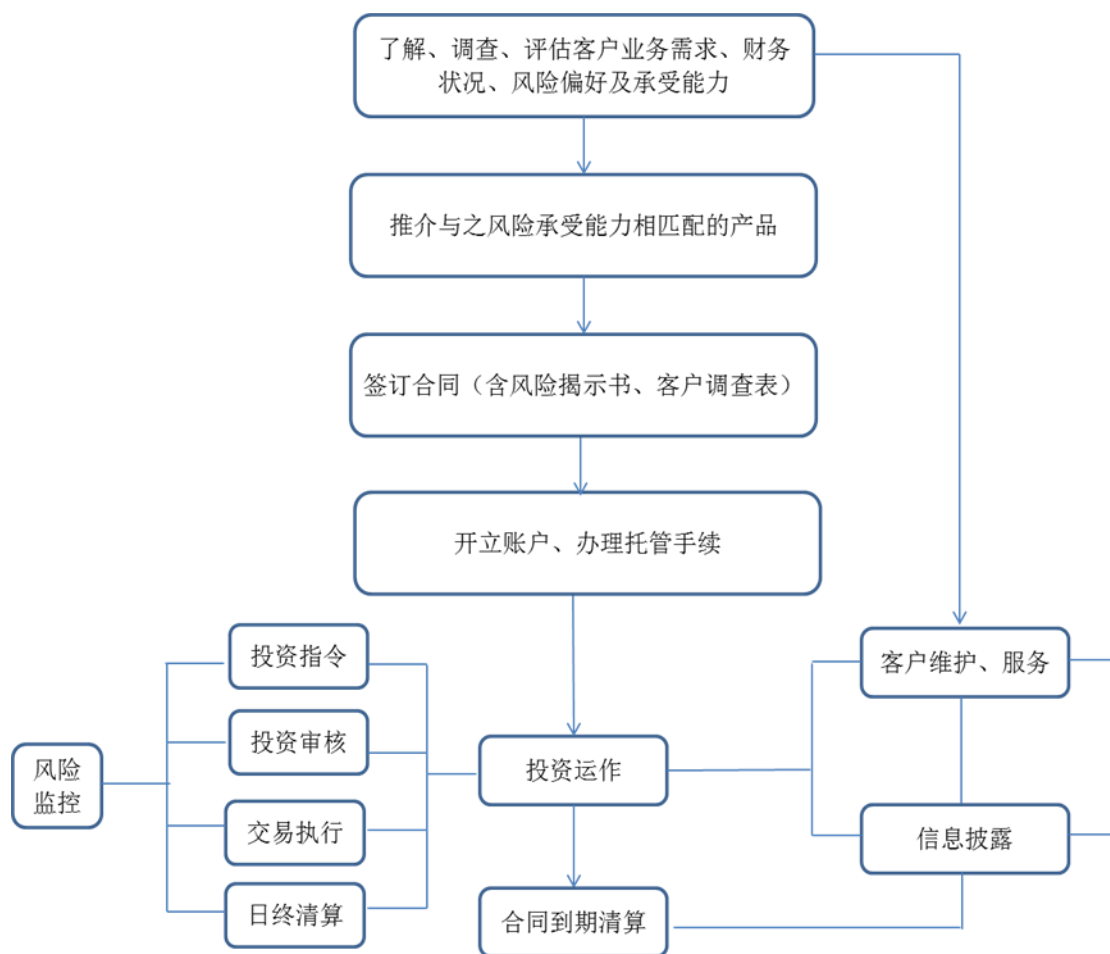 了解、调查、评估客户业务需求、财务
状况、风险偏好及承受能力
推介与之风险承受能力相匹配的产品
签订合同（含风险揭示书、客户调查表）
开立账户、办理托管手续
投资指令
客户维护、服务
投资审核
风险
监控
投资运作
交易执行
信息披露
日终清算
合同到期清算